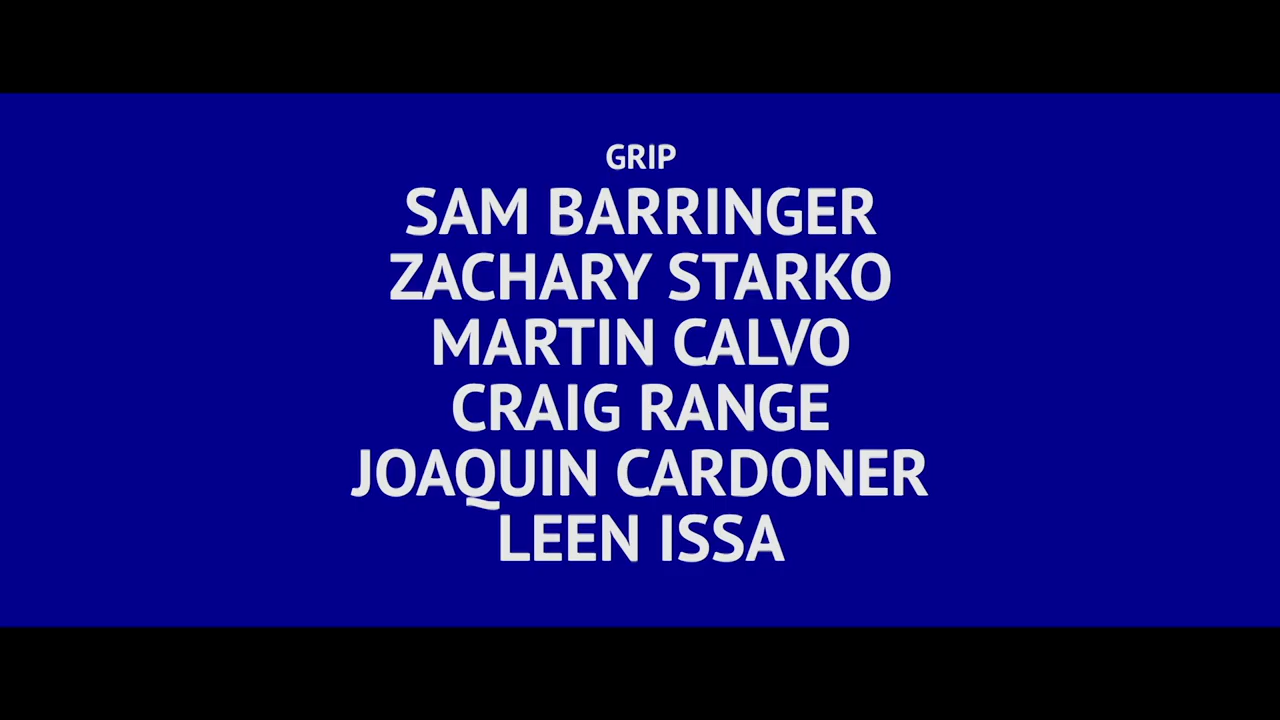 GRIP
SAM BARRINGER
ZACHARY STARKO
MARTIN CALVO
CRAIG RANGE
JOAQUIN CARDONER
LEEN ISSA